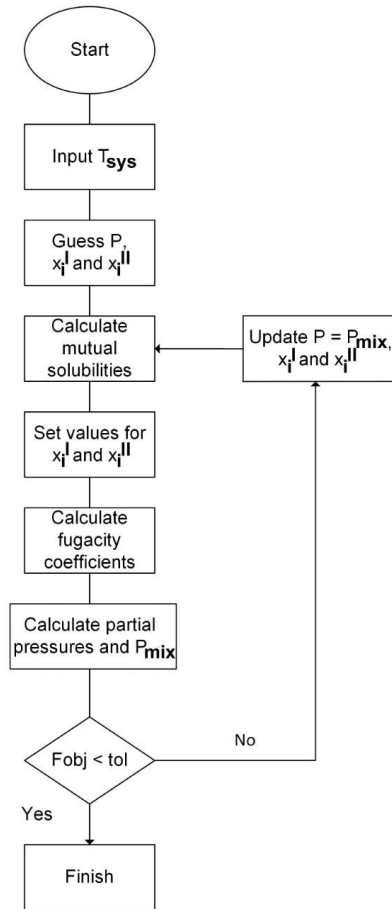 Start
Input Tsys
Guess P,
xiI and xiII
Calculate
mutual
solubilities
Update P = Pmix,
xiI and xiII
Set values for
xiI and xiII
Calculate
fugacity
coefficients
Calculate partial
pressures and Pmix
Fobj < tol
No
Yes
Finish